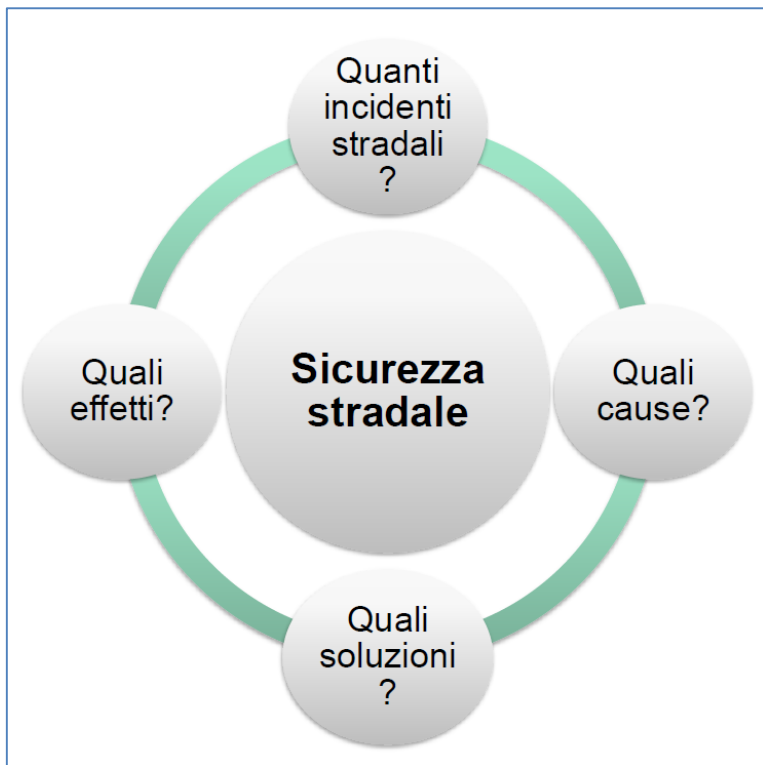 Quanti
incidenti
stradali
?
Quali
effetti?
Sicurezza
stradale
Quali
cause?
Quali
soluzioni
?